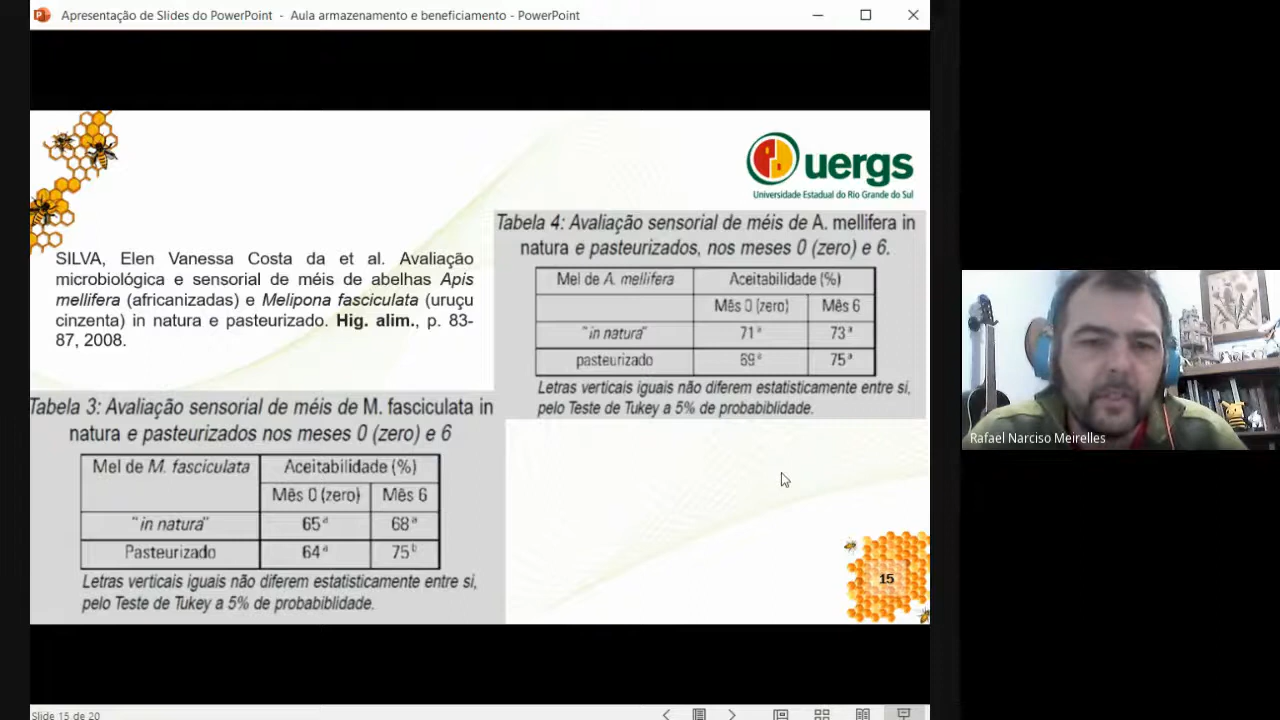 Apresentação de Slides do PowerPoint - Aula armazenamento e beneficiamento - PowerPoint
uergs
Universidade Estadual do Rio Grande do Sul
SILVA, Elen Vanessa Costa da et al. Avaliação
microbiológica e sensorial de méis de abelhas Apis
mellifera (africanizadas) e Melipona fasciculata (uruçu
cinzenta) in natura e pasteurizado. Hig. alim., p. 83-
87, 2008.
Tabela 4: Avaliação sensorial de méis de A. mellifera in
natura e pasteurizados, nos meses 0 (zero) e 6.
Mel de A. mellifera Aceitabilidade (%)
Mês 0 (zero) Mês 6
"in natura" 71ª 73ª
pasteurizado 69ª 75ª
Letras verticais iguais não diferem estatisticamente entre si,
pelo Teste de Tukey a 5% de probabiblidade.
Tabela 3: Avaliação sensorial de méis de M. fasciculata in
natura e pasteurizados nos meses 0 (zero) e 6
Mel de M. fasciculata Aceitabilidade (%)
Mês 0 (zero) Mês 6
"in natura" 65ª 68ª
Pasteurizado 64ª 75ᵇ
Letras verticais iguais não diferem estatisticamente entre si,
pelo Teste de Tukey a 5% de probabiblidade.
15
Rafael Narciso Meirelles
Slide 15 de 20